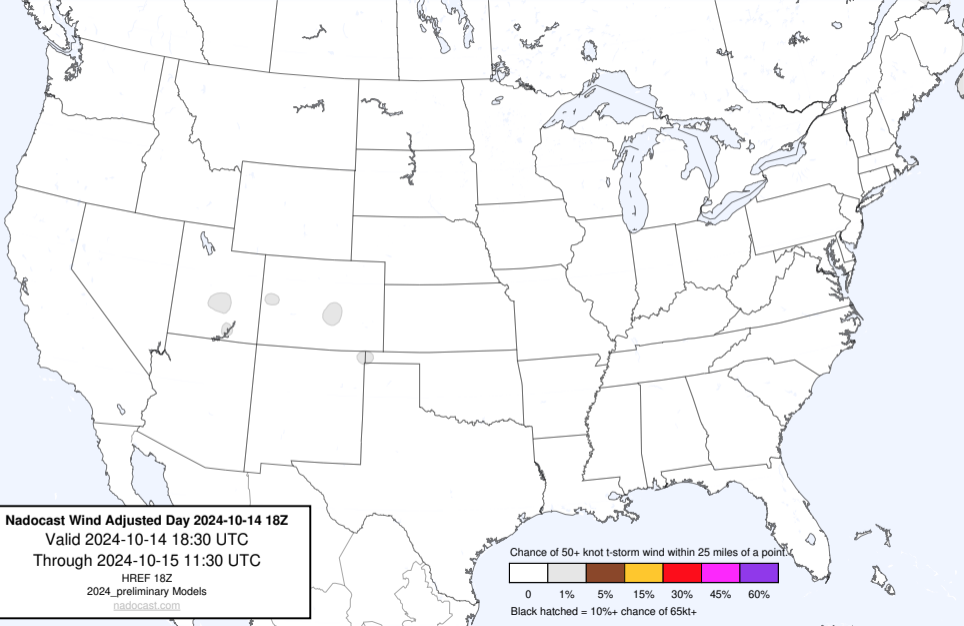 Nadocast Wind Adjusted Day 2024-10-14 18Z
Valid 2024-10-14 18:30 UTC
Through 2024-10-15 11:30 UTC
HREF 18Z
2024_preliminary Models
nadocast.com
Chance of 50+ knot t-storm wind within 25 miles of a point.
0 1% 5% 15% 30% 45% 60%
Black hatched = 10%+ chance of 65kt+